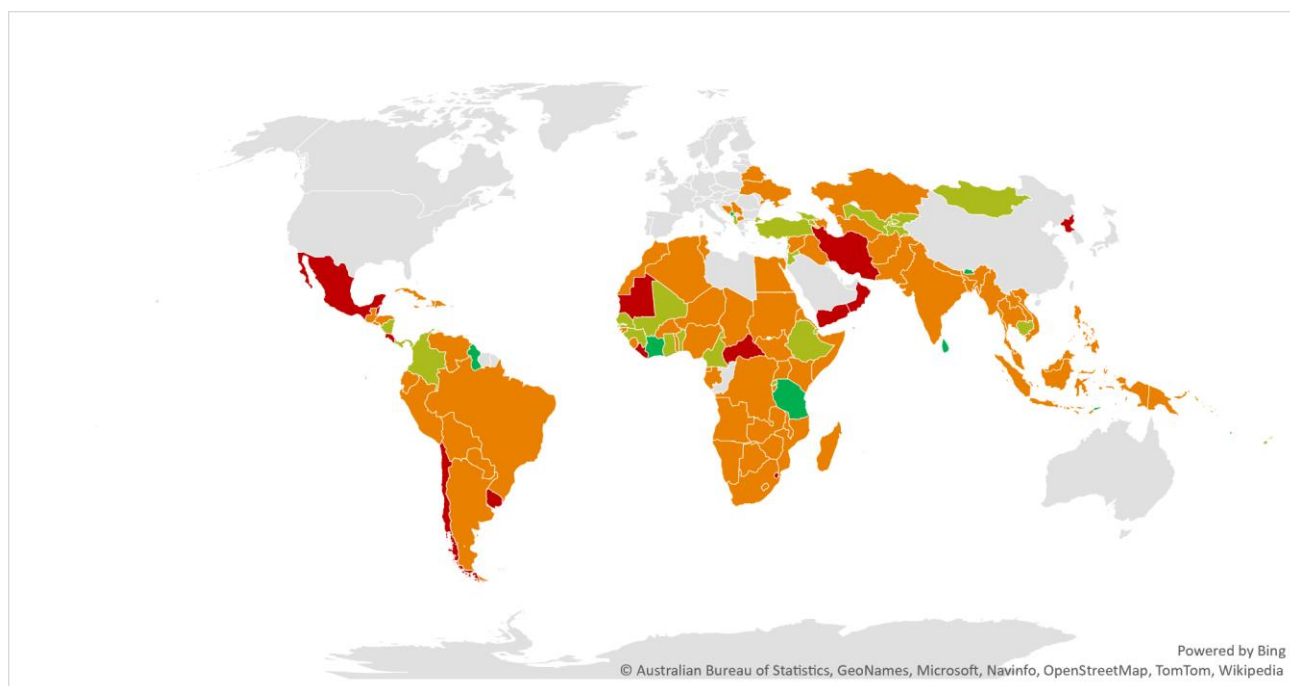 Powered by Bing
© Australian Bureau of Statistics, GeoNames, Microsoft, Navinfo, OpenStreetMap, TomTom, Wikipedia